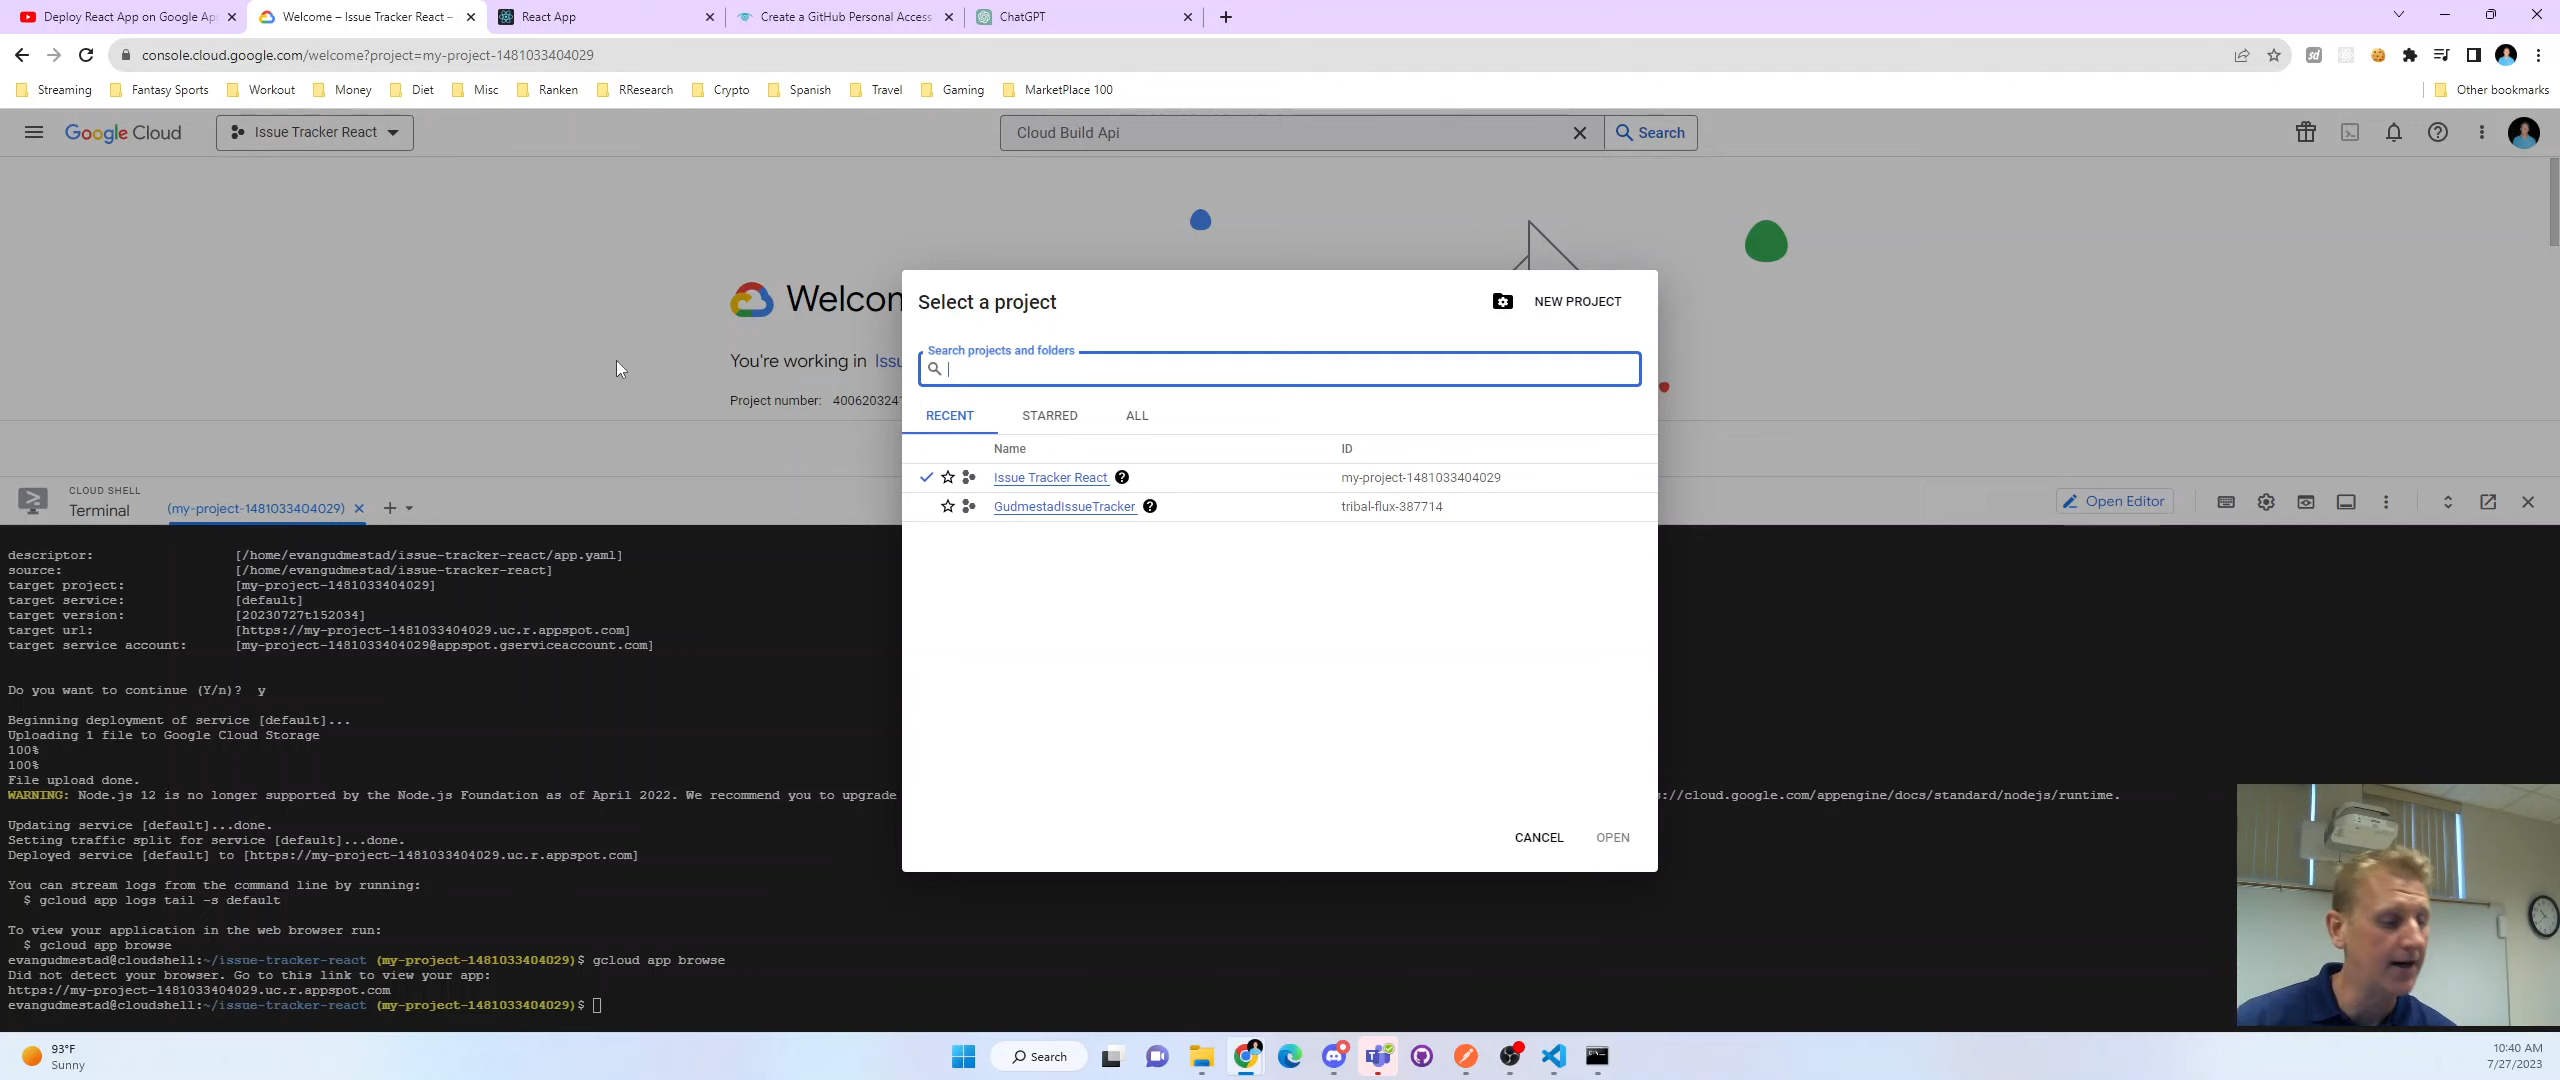 Deploy React App on Google Ap
Welcome – Issue Tracker React –
React App
Create a GitHub Personal Access
ChatGPT
console.cloud.google.com/welcome?project=my-project-1481033404029
Streaming
Fantasy Sports
Workout
Money
Diet
Misc
Ranken
RResearch
Crypto
Spanish
Travel
Gaming
MarketPlace 100
Other bookmarks
Google Cloud
Issue Tracker React
Cloud Build Api
Search
Welcon
You're working in Issu
Project number: 4006203241
Select a project
NEW PROJECT
Search projects and folders
RECENT
STARRED
ALL
Name
ID
Issue Tracker React
my-project-1481033404029
GudmestadIssueTracker
tribal-flux-387714
CANCEL
OPEN
CLOUD SHELL
Terminal
(my-project-1481033404029)
Open Editor
descriptor: [/home/evangudmestad/issue-tracker-react/app.yaml]
source: [/home/evangudmestad/issue-tracker-react]
target project: [my-project-1481033404029]
target service: [default]
target version: [20230727t152034]
target url: [https://my-project-1481033404029.uc.r.appspot.com]
target service account: [my-project-1481033404029@appspot.gserviceaccount.com]
Do you want to continue (Y/n)? y
Beginning deployment of service [default]...
Uploading 1 file to Google Cloud Storage
100%
100%
File upload done.
WARNING: Node.js 12 is no longer supported by the Node.js Foundation as of April 2022. We recommend you to upgrade
s://cloud.google.com/appengine/docs/standard/nodejs/runtime.
Updating service [default]...done.
Setting traffic split for service [default]...done.
Deployed service [default] to [https://my-project-1481033404029.uc.r.appspot.com]
You can stream logs from the command line by running:
$ gcloud app logs tail -s default
To view your application in the web browser run:
$ gcloud app browse
evangudmestad@cloudshell:~/issue-tracker-react (my-project-1481033404029)$ gcloud app browse
Did not detect your browser. Go to this link to view your app:
https://my-project-1481033404029.uc.r.appspot.com
evangudmestad@cloudshell:~/issue-tracker-react (my-project-1481033404029)$
93°F
Sunny
Search
10:40 AM
7/27/2023